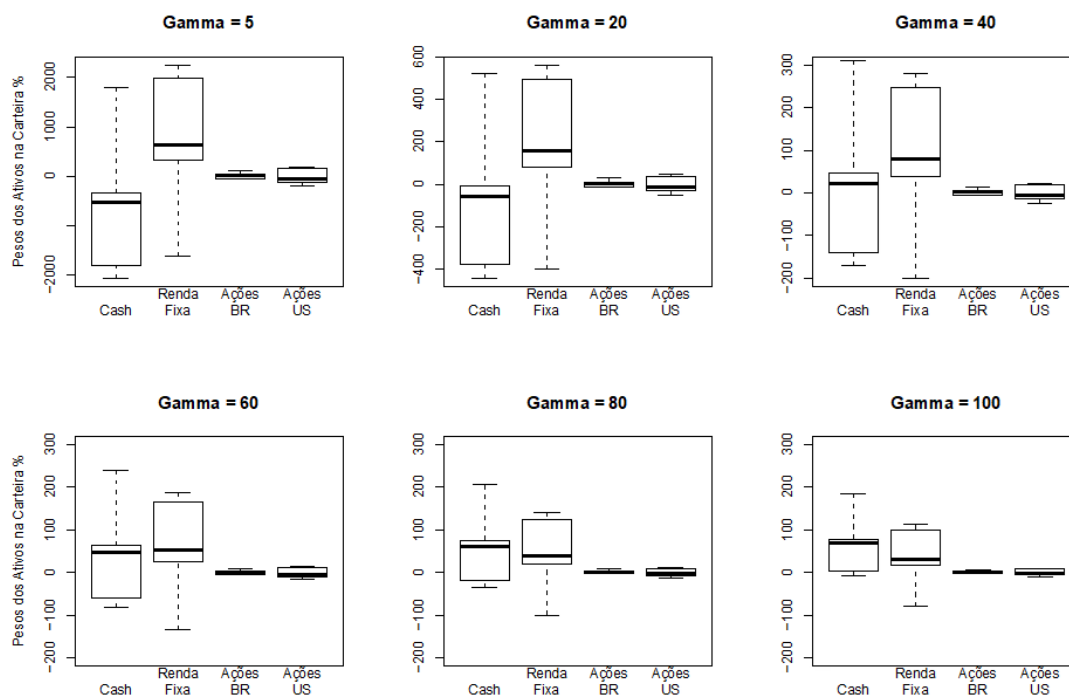 Gamma = 5
Gamma = 20
Gamma = 40
Pesos dos Ativos na Carteira %
2000
1000
0
−2000
Cash
Renda
Fixa
Ações
BR
Ações
US
600
400
200
0
−200
−400
Cash
Renda
Fixa
Ações
BR
Ações
US
300
200
100
0
−100
−200
Cash
Renda
Fixa
Ações
BR
Ações
US
Gamma = 60
Gamma = 80
Gamma = 100
Pesos dos Ativos na Carteira %
300
200
100
0
−100
−200
Cash
Renda
Fixa
Ações
BR
Ações
US
300
200
100
0
−100
−200
Cash
Renda
Fixa
Ações
BR
Ações
US
300
200
100
0
−100
−200
Cash
Renda
Fixa
Ações
BR
Ações
US